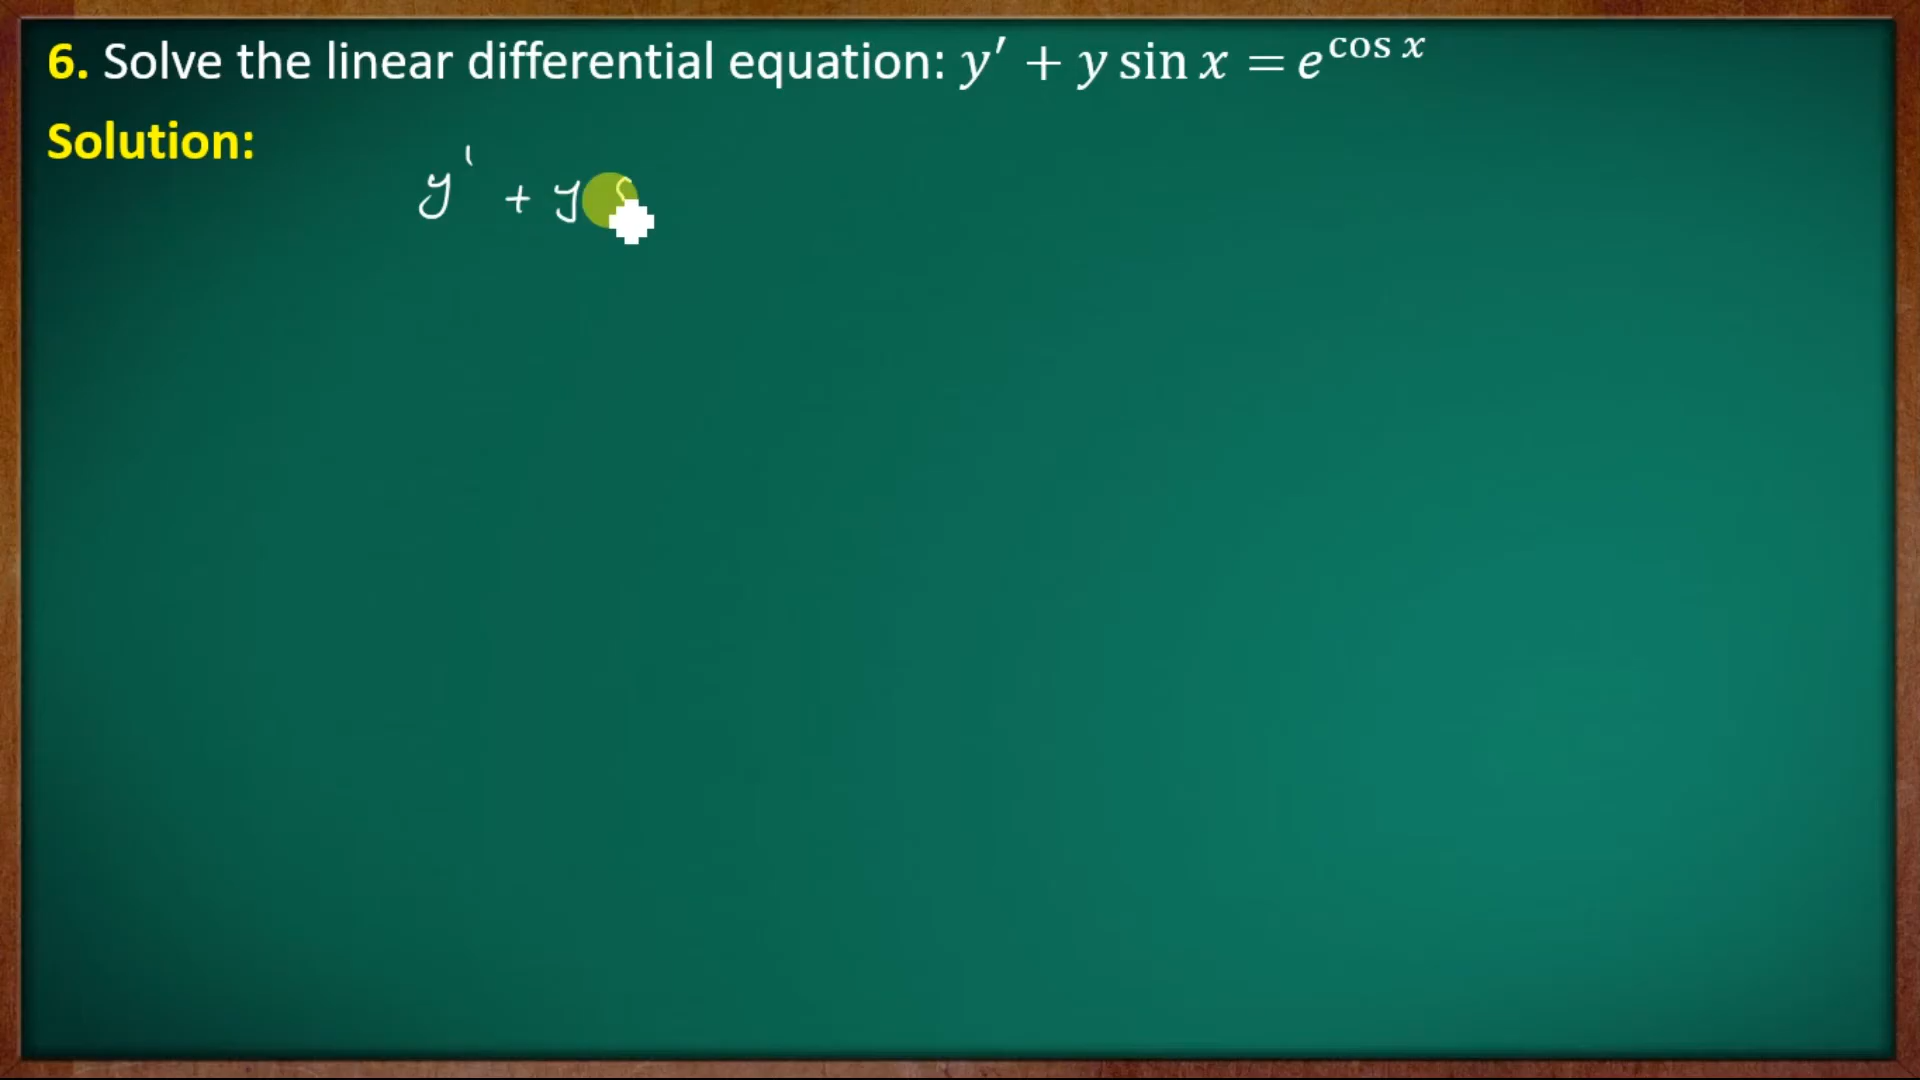 6. Solve the linear differential equation: y′ + y sin x = e^{cos x}
Solution:
y' + y s